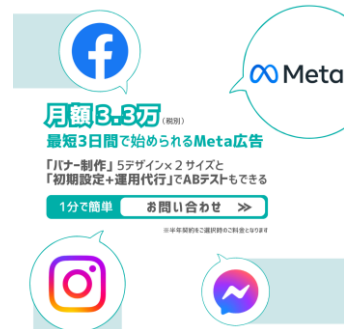 Meta
月額3.3万(税別)
最短3日間で始められるMeta広告
「バナー制作」5デザイン×2サイズと
「初期設定+運用代行」でABテストもできる
1分で簡単 お問い合わせ ≫
※半年契約をご選択時のご料金となります